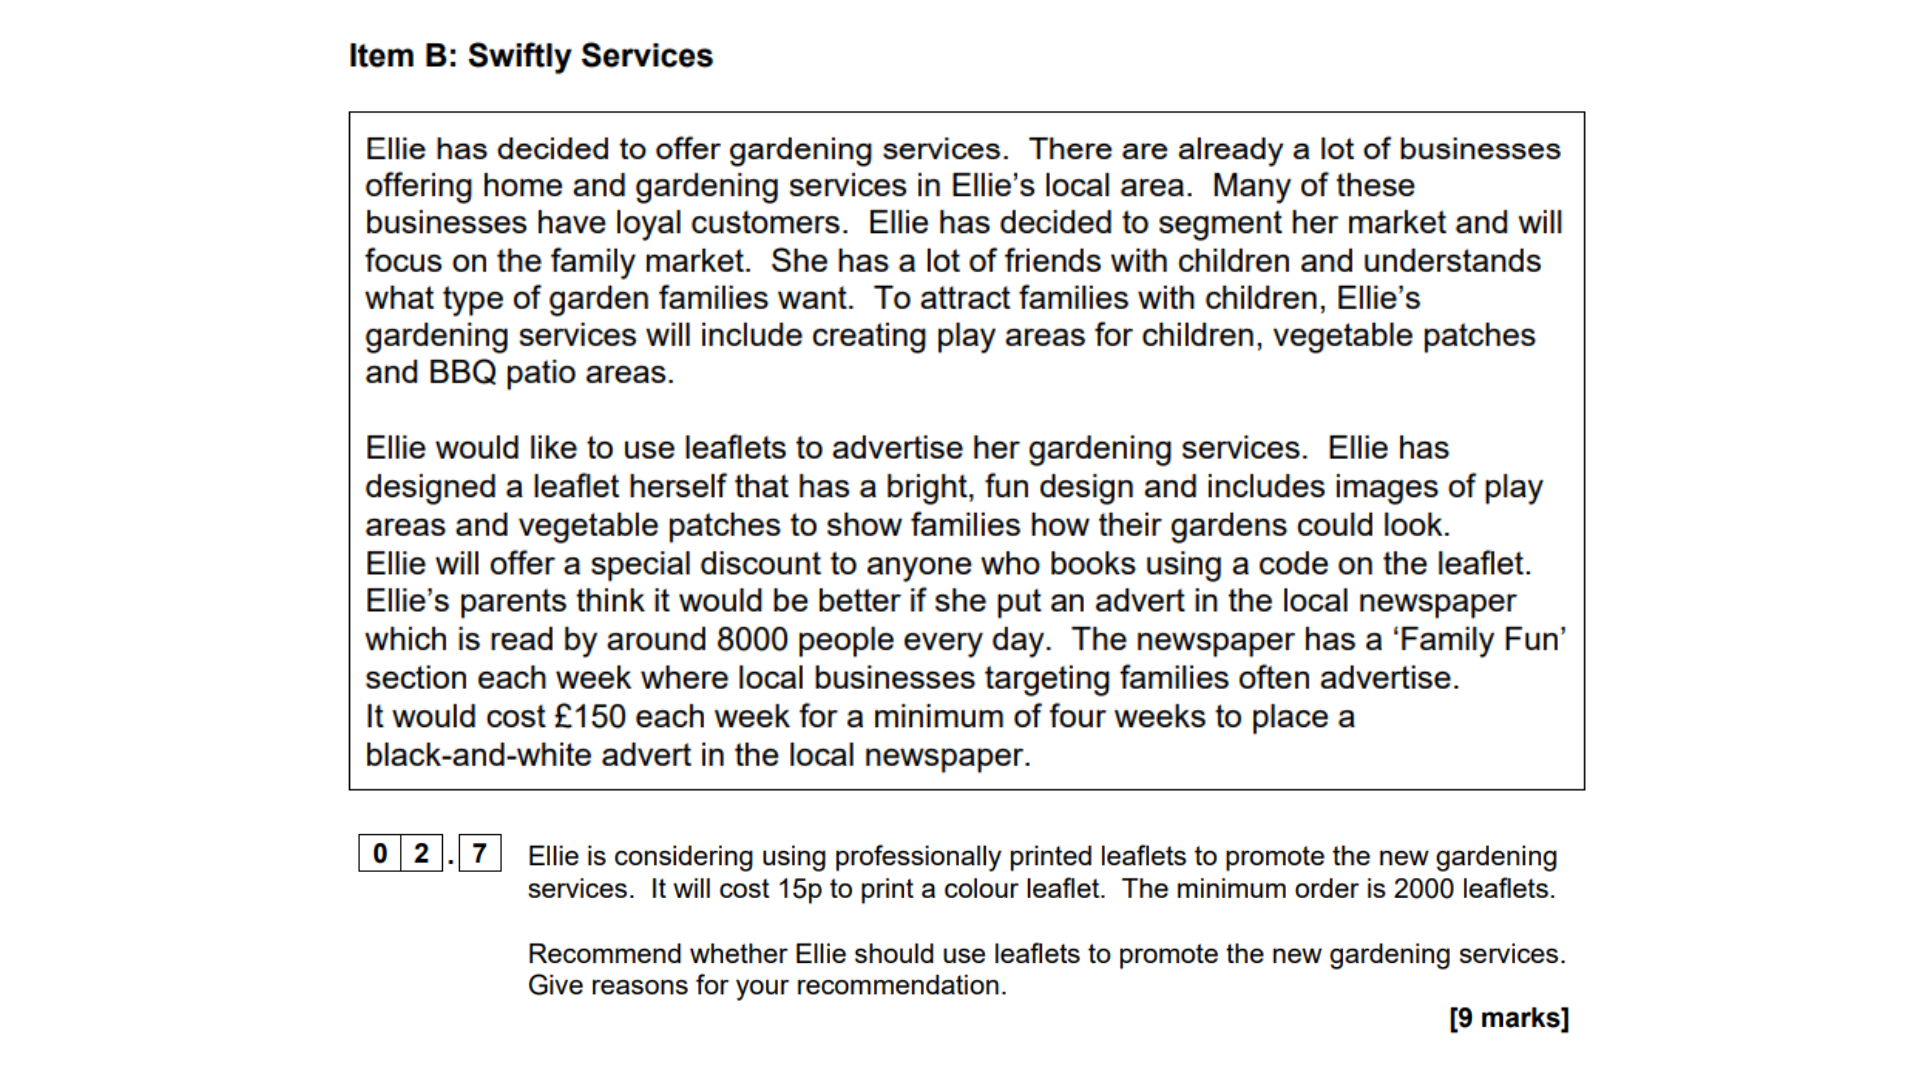 Item B: Swiftly Services
Ellie has decided to offer gardening services.  There are already a lot of businesses
offering home and gardening services in Ellie’s local area.  Many of these
businesses have loyal customers.  Ellie has decided to segment her market and will
focus on the family market.  She has a lot of friends with children and understands
what type of garden families want.  To attract families with children, Ellie’s
gardening services will include creating play areas for children, vegetable patches
and BBQ patio areas.
Ellie would like to use leaflets to advertise her gardening services.  Ellie has
designed a leaflet herself that has a bright, fun design and includes images of play
areas and vegetable patches to show families how their gardens could look.
Ellie will offer a special discount to anyone who books using a code on the leaflet.
Ellie’s parents think it would be better if she put an advert in the local newspaper
which is read by around 8000 people every day.  The newspaper has a ‘Family Fun’
section each week where local businesses targeting families often advertise.
It would cost £150 each week for a minimum of four weeks to place a
black-and-white advert in the local newspaper.
0 2 . 7 Ellie is considering using professionally printed leaflets to promote the new gardening
services.  It will cost 15p to print a colour leaflet.  The minimum order is 2000 leaflets.
Recommend whether Ellie should use leaflets to promote the new gardening services.
Give reasons for your recommendation.
[9 marks]